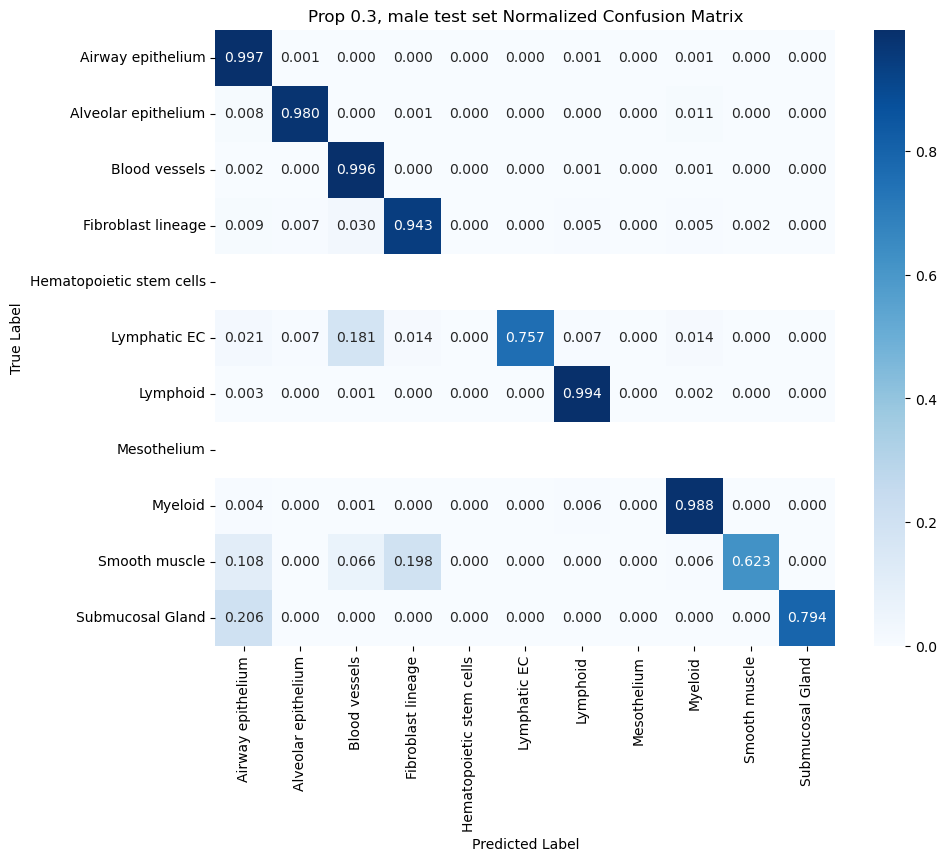 Prop 0.3, male test set Normalized Confusion Matrix
True Label
Airway epithelium 0.997 0.001 0.000 0.000 0.000 0.000 0.001 0.000 0.001 0.000 0.000
Alveolar epithelium 0.008 0.980 0.000 0.001 0.000 0.000 0.000 0.000 0.011 0.000 0.000
Blood vessels 0.002 0.000 0.996 0.000 0.000 0.000 0.001 0.000 0.001 0.000 0.000
Fibroblast lineage 0.009 0.007 0.030 0.943 0.000 0.000 0.005 0.000 0.005 0.002 0.000
Hematopoietic stem cells
Lymphatic EC 0.021 0.007 0.181 0.014 0.000 0.757 0.007 0.000 0.014 0.000 0.000
Lymphoid 0.003 0.000 0.001 0.000 0.000 0.000 0.994 0.000 0.002 0.000 0.000
Mesothelium
Myeloid 0.004 0.000 0.001 0.000 0.000 0.000 0.006 0.000 0.988 0.000 0.000
Smooth muscle 0.108 0.000 0.066 0.198 0.000 0.000 0.000 0.000 0.006 0.623 0.000
Submucosal Gland 0.206 0.000 0.000 0.000 0.000 0.000 0.000 0.000 0.000 0.000 0.794
Airway epithelium
Alveolar epithelium
Blood vessels
Fibroblast lineage
Hematopoietic stem cells
Lymphatic EC
Lymphoid
Mesothelium
Myeloid
Smooth muscle
Submucosal Gland
Predicted Label
0.8
0.6
0.4
0.2
0.0